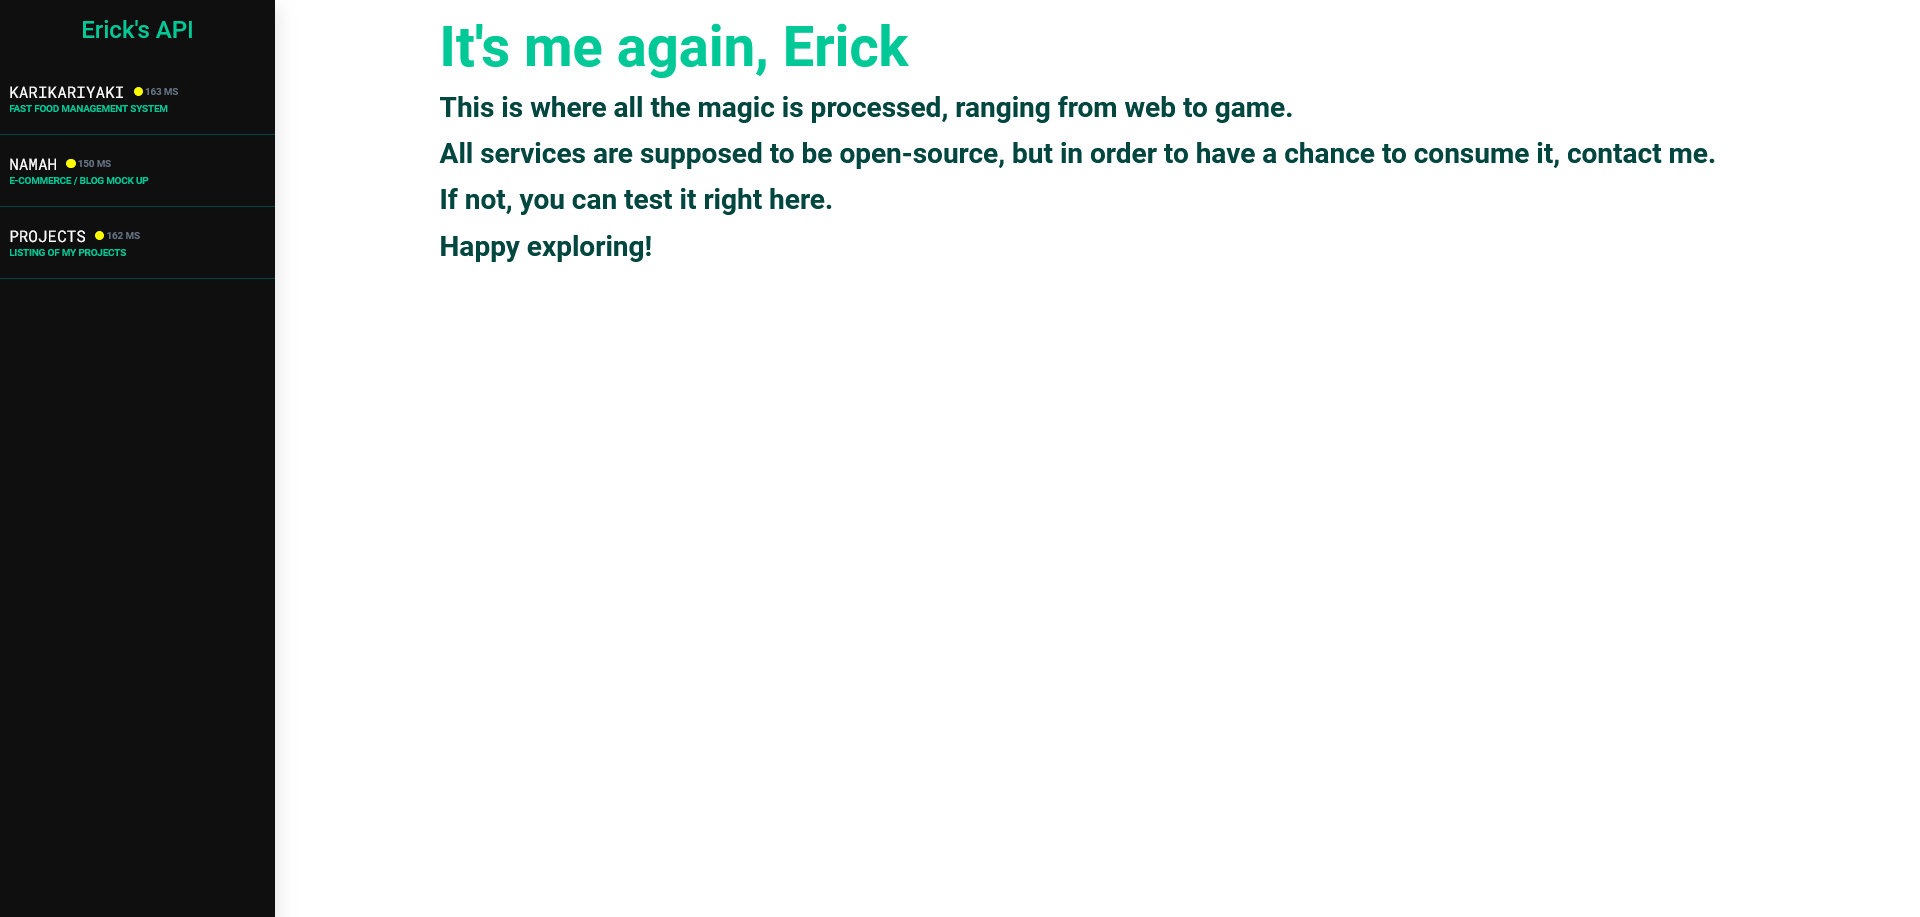 Erick's API
KARIKARIYAKI 163 MS
FAST FOOD MANAGEMENT SYSTEM
NAMAH 150 MS
E-COMMERCE / BLOG MOCK UP
PROJECTS 162 MS
LISTING OF MY PROJECTS
It's me again, Erick
This is where all the magic is processed, ranging from web to game.
All services are supposed to be open-source, but in order to have a chance to consume it, contact me.
If not, you can test it right here.
Happy exploring!